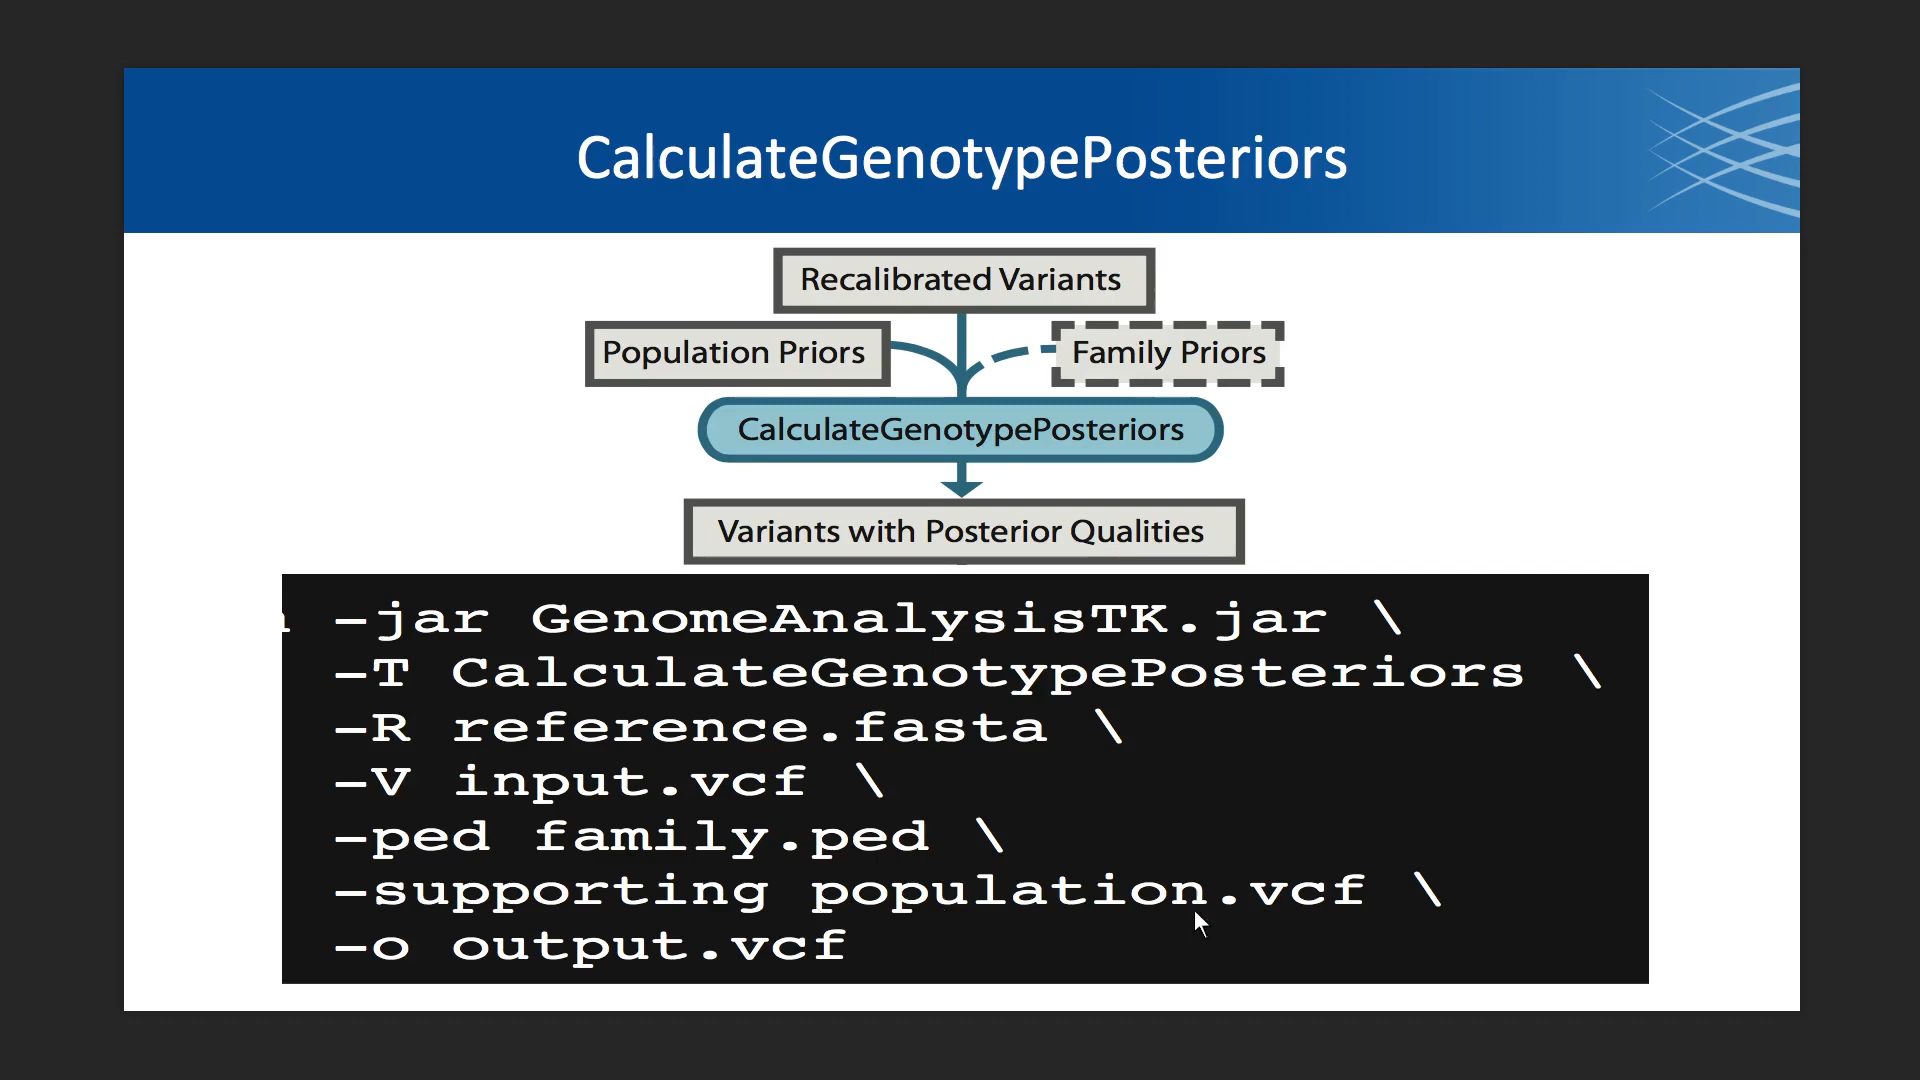 CalculateGenotypePosteriors
Recalibrated Variants
Population Priors
Family Priors
CalculateGenotypePosteriors
Variants with Posterior Qualities
–jar GenomeAnalysisTK.jar \
–T CalculateGenotypePosteriors \
–R reference.fasta \
–V input.vcf \
–ped family.ped \
–supporting population.vcf \
–o output.vcf